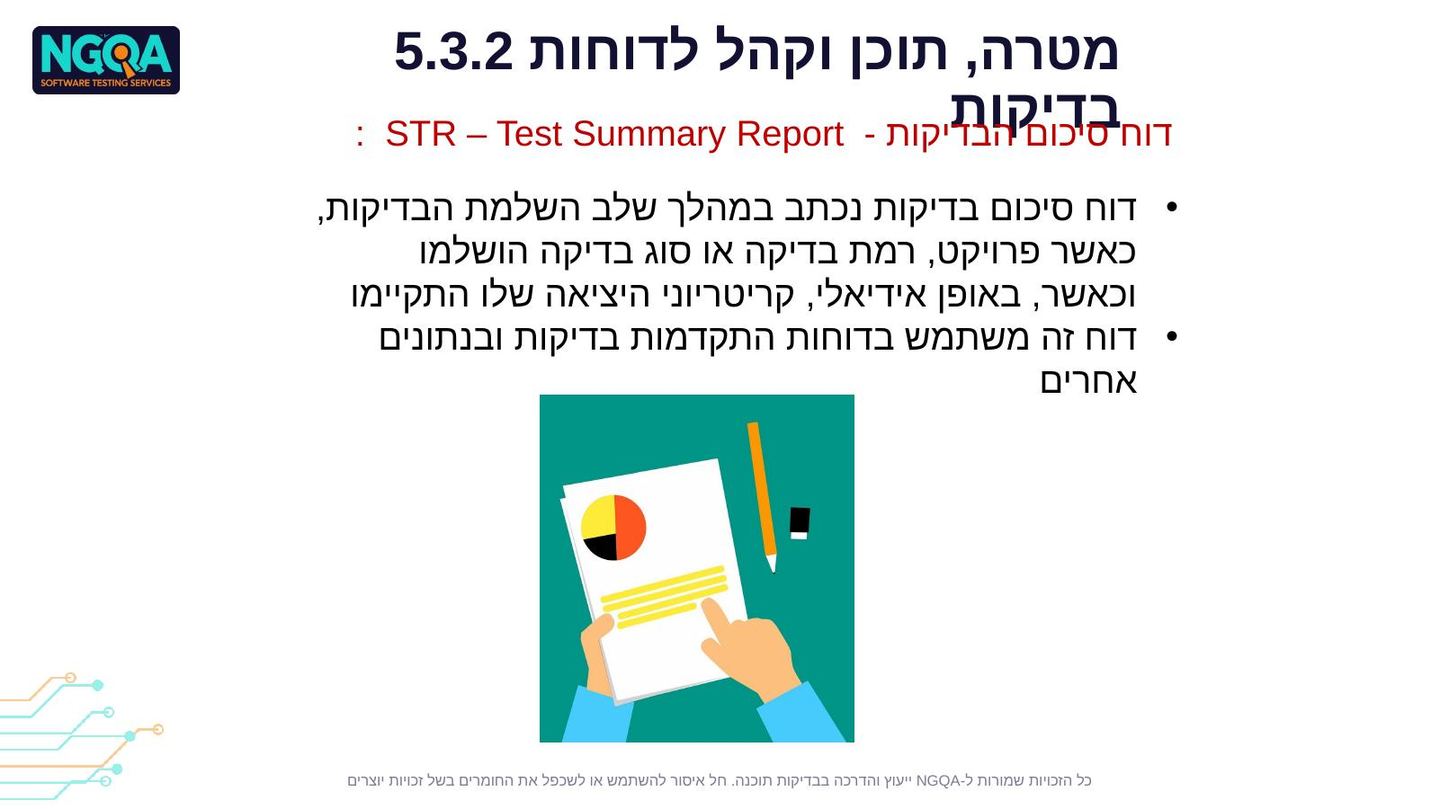 NGQA
SOFTWARE TESTING SERVICES
5.3.2 מטרה, תוכן וקהל לדוחות
בדיקות
דוח סיכום הבדיקות - STR – Test Summary Report :
• דוח סיכום בדיקות נכתב במהלך שלב השלמת הבדיקות,
כאשר פרויקט, רמת בדיקה או סוג בדיקה הושלמו
וכאשר, באופן אידיאלי, קריטריוני היציאה שלו התקיימו
• דוח זה משתמש בדוחות התקדמות בדיקות ובנתונים
אחרים
כל הזכויות שמורות ל-NGQA ייעוץ והדרכה בבדיקות תוכנה. חל איסור להשתמש או לשכפל את החומרים בשל זכויות יוצרים